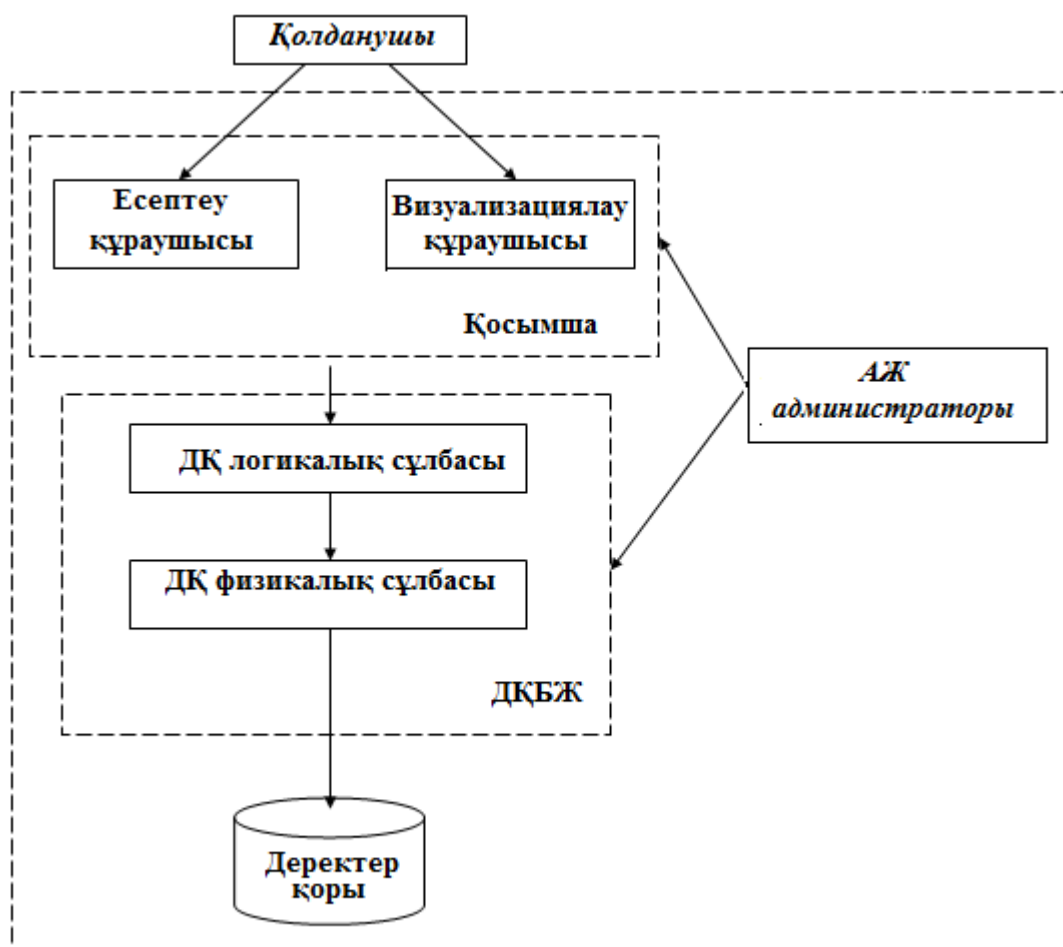 Қолданушы
Есептеу
құраушысы
Визуализациялау
құраушысы
Қосымша
АЖ
администраторы
ДҚ логикалық сұлбасы
ДҚ физикалық сұлбасы
ДҚБЖ
Деректер
қоры